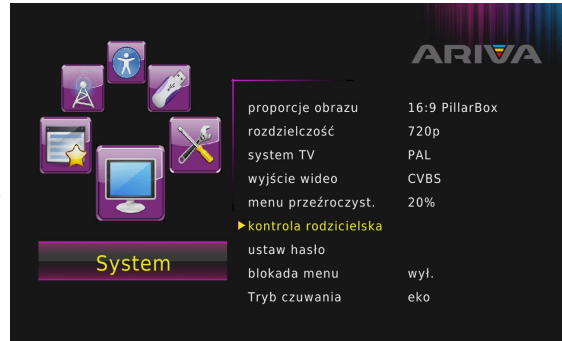 ARIVA
proporcje obrazu 16:9 PillarBox
rozdzielczość 720p
system TV PAL
wyjście wideo CVBS
menu przeźroczyst. 20%
kontrola rodzicielska
ustaw hasło
blokada menu wył.
Tryb czuwania eko
System